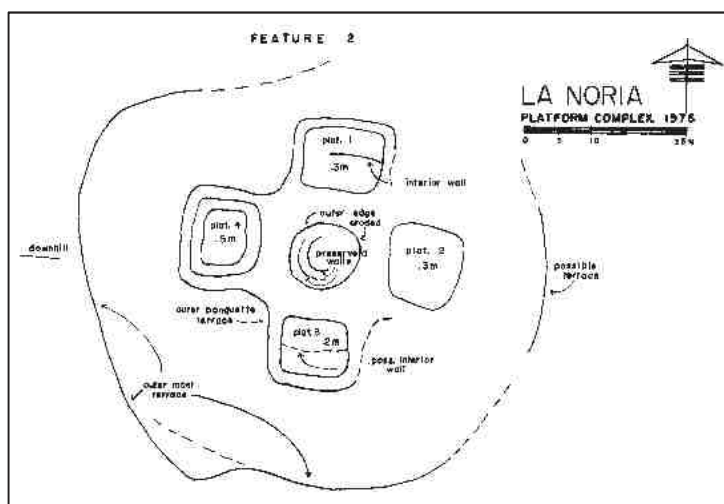 FEATURE 2
LA NORIA
PLATFORM COMPLEX. 1976
0 5 10 25M
plat. 1
.3m
interior wall
outer edge
eroded
plat. 4
.5m
preserved
walls
plat. 2
.3m
downhill
possible
terrace
outer banquette
terrace
plat 3
.2m
poss. interior
wall
outer most
terrace